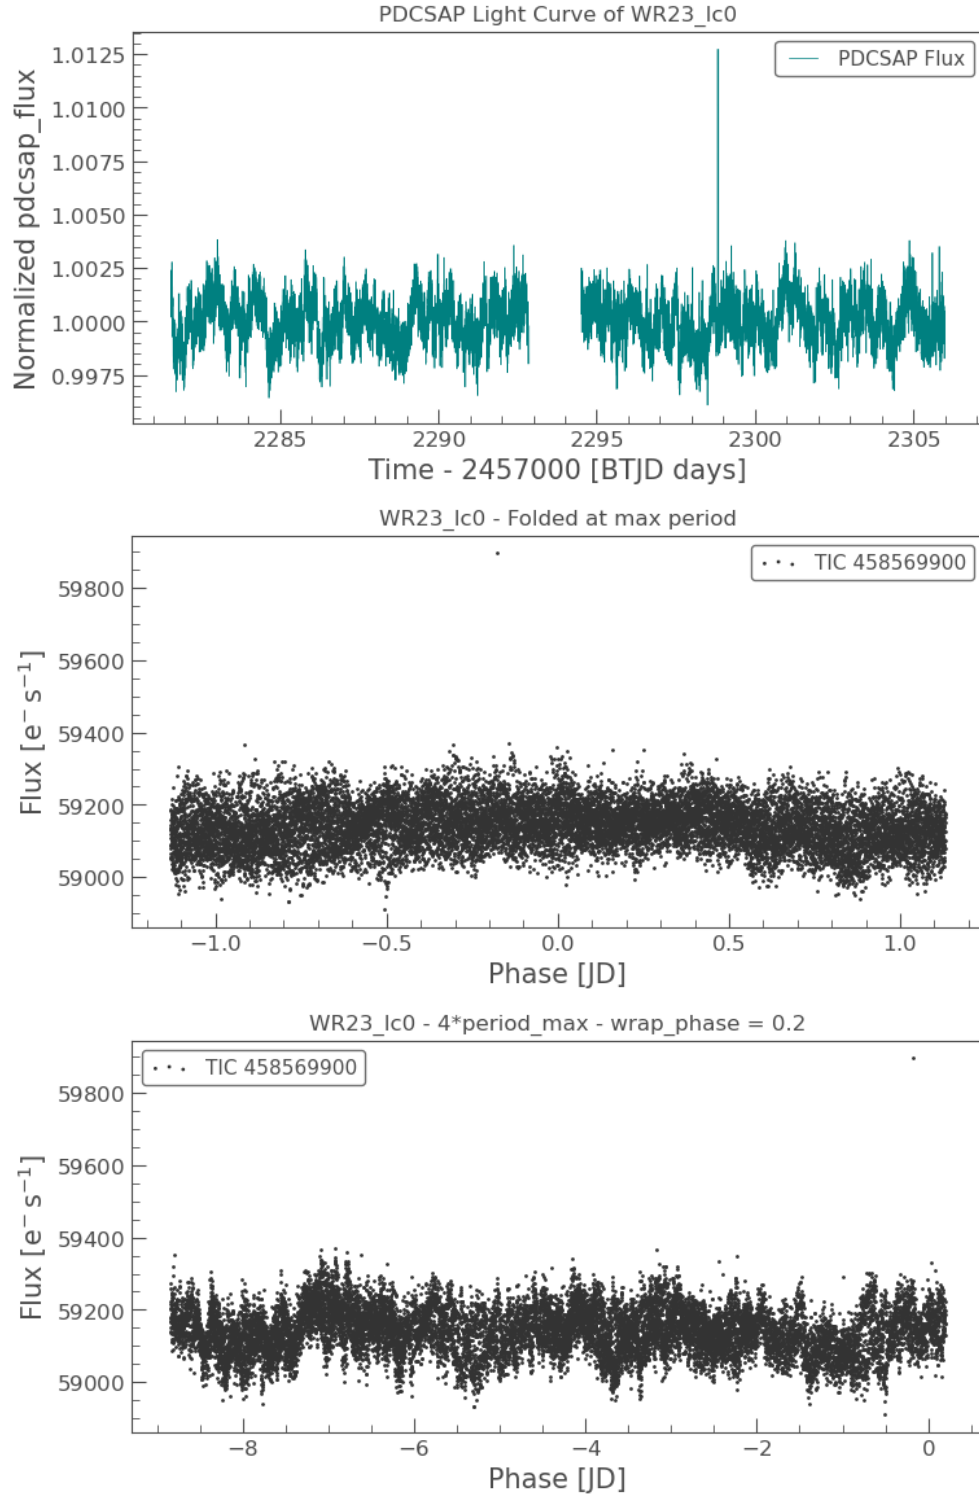 PDCSAP Light Curve of WR23_lc0
1.0125
1.0100
1.0075
1.0050
1.0025
1.0000
0.9975
Normalized pdcsap_flux
PDCSAP Flux
2285 2290 2295 2300 2305
Time - 2457000 [BTJD days]
WR23_lc0 - Folded at max period
59800
59600
59400
59200
59000
Flux [e⁻ s⁻¹]
TIC 458569900
−1.0 −0.5 0.0 0.5 1.0
Phase [JD]
WR23_lc0 - 4*period_max - wrap_phase = 0.2
59800
59600
59400
59200
59000
Flux [e⁻ s⁻¹]
TIC 458569900
−8 −6 −4 −2 0
Phase [JD]